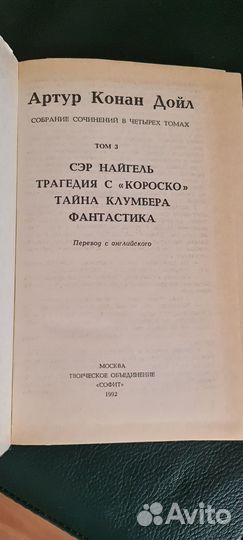 Артур Конан Дойл
СОБРАНИЕ СОЧИНЕНИЙ В ЧЕТЫРЕХ ТОМАХ
ТОМ 3
СЭР НАЙГЕЛЬ
ТРАГЕДИЯ С «КОРОСКО»
ТАЙНА КЛУМБЕРА
ФАНТАСТИКА
Перевод с английского
МОСКВА
ТВОРЧЕСКОЕ ОБЪЕДИНЕНИЕ
«СОФИТ»
1992
Avito